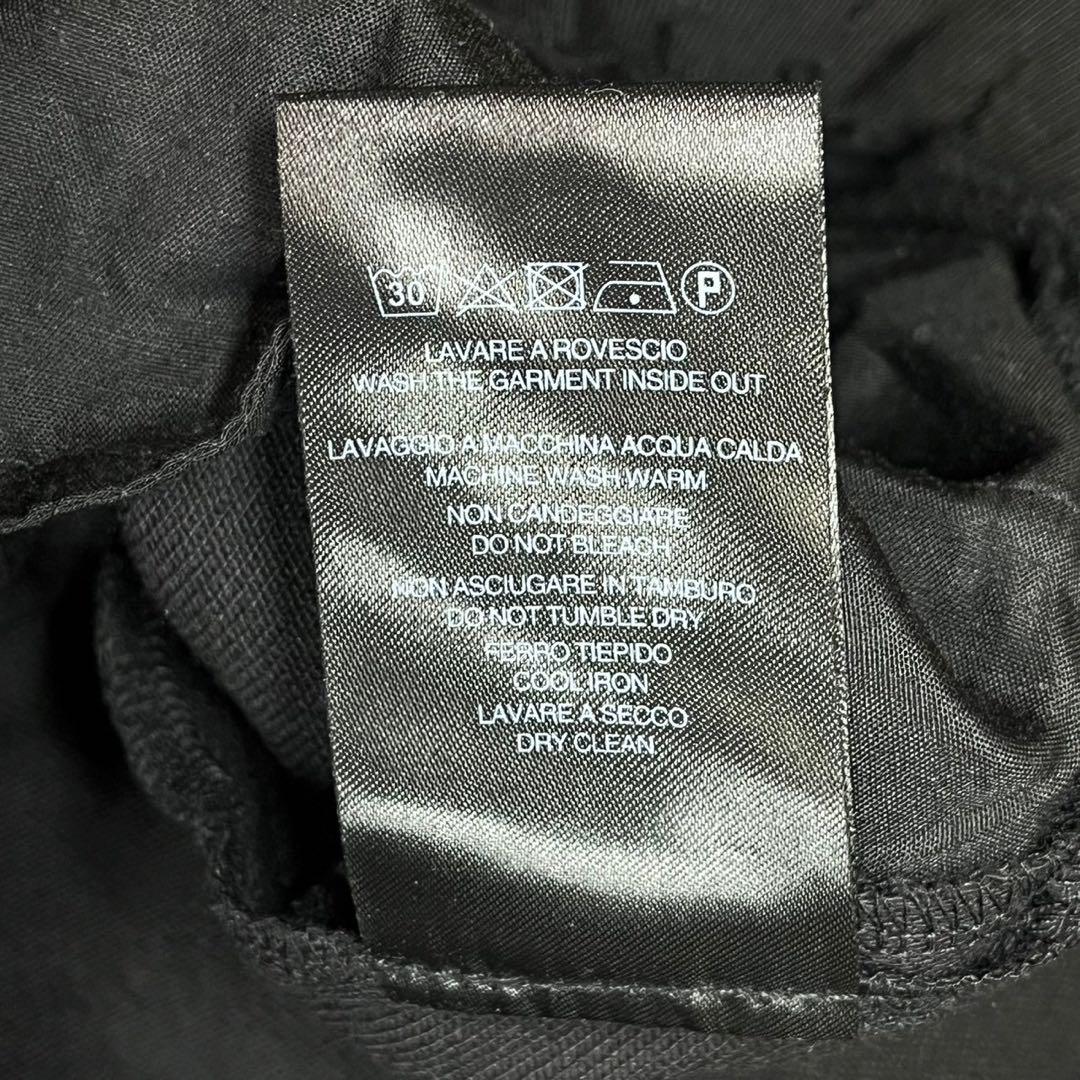 30 P
LAVARE A ROVESCIO
WASH THE GARMENT INSIDE OUT
LAVAGGIO A MACCHINA ACQUA CALDA
MACHINE WASH WARM
NON CANDEGGIARE
DO NOT BLEACH
NON ASCIUGARE IN TAMBURO
DO NOT TUMBLE DRY
FERRO TIEPIDO
COOL IRON
LAVARE A SECCO
DRY CLEAN